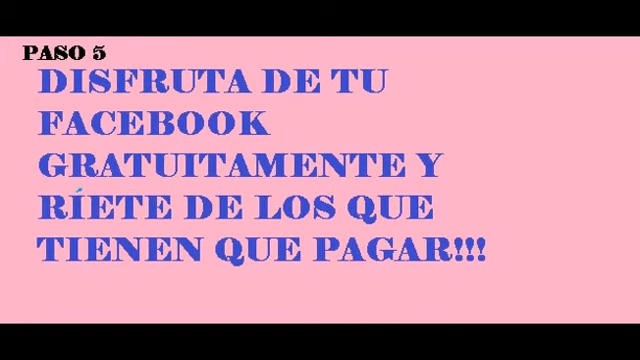 PASO 5
DISFRUTA DE TU
FACEBOOK
GRATUITAMENTE Y
RÍETE DE LOS QUE
TIENEN QUE PAGAR!!!